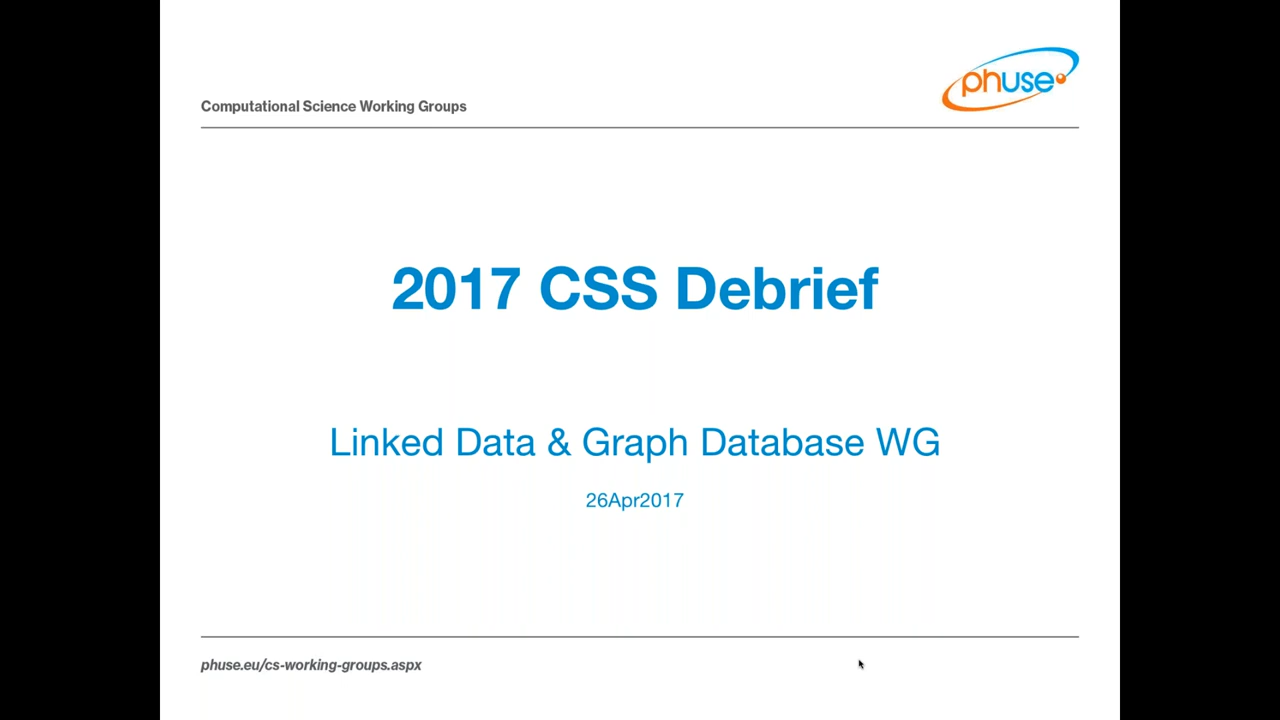 Computational Science Working Groups
phuse
2017 CSS Debrief
Linked Data & Graph Database WG
26Apr2017
phuse.eu/cs-working-groups.aspx